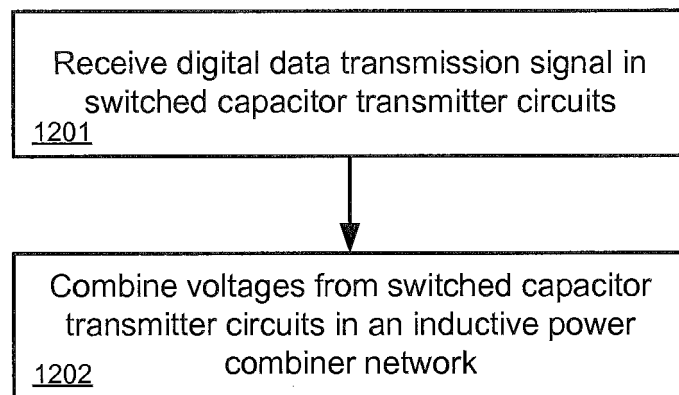 Receive digital data transmission signal in
switched capacitor transmitter circuits
1201
Combine voltages from switched capacitor
transmitter circuits in an inductive power
combiner network
1202